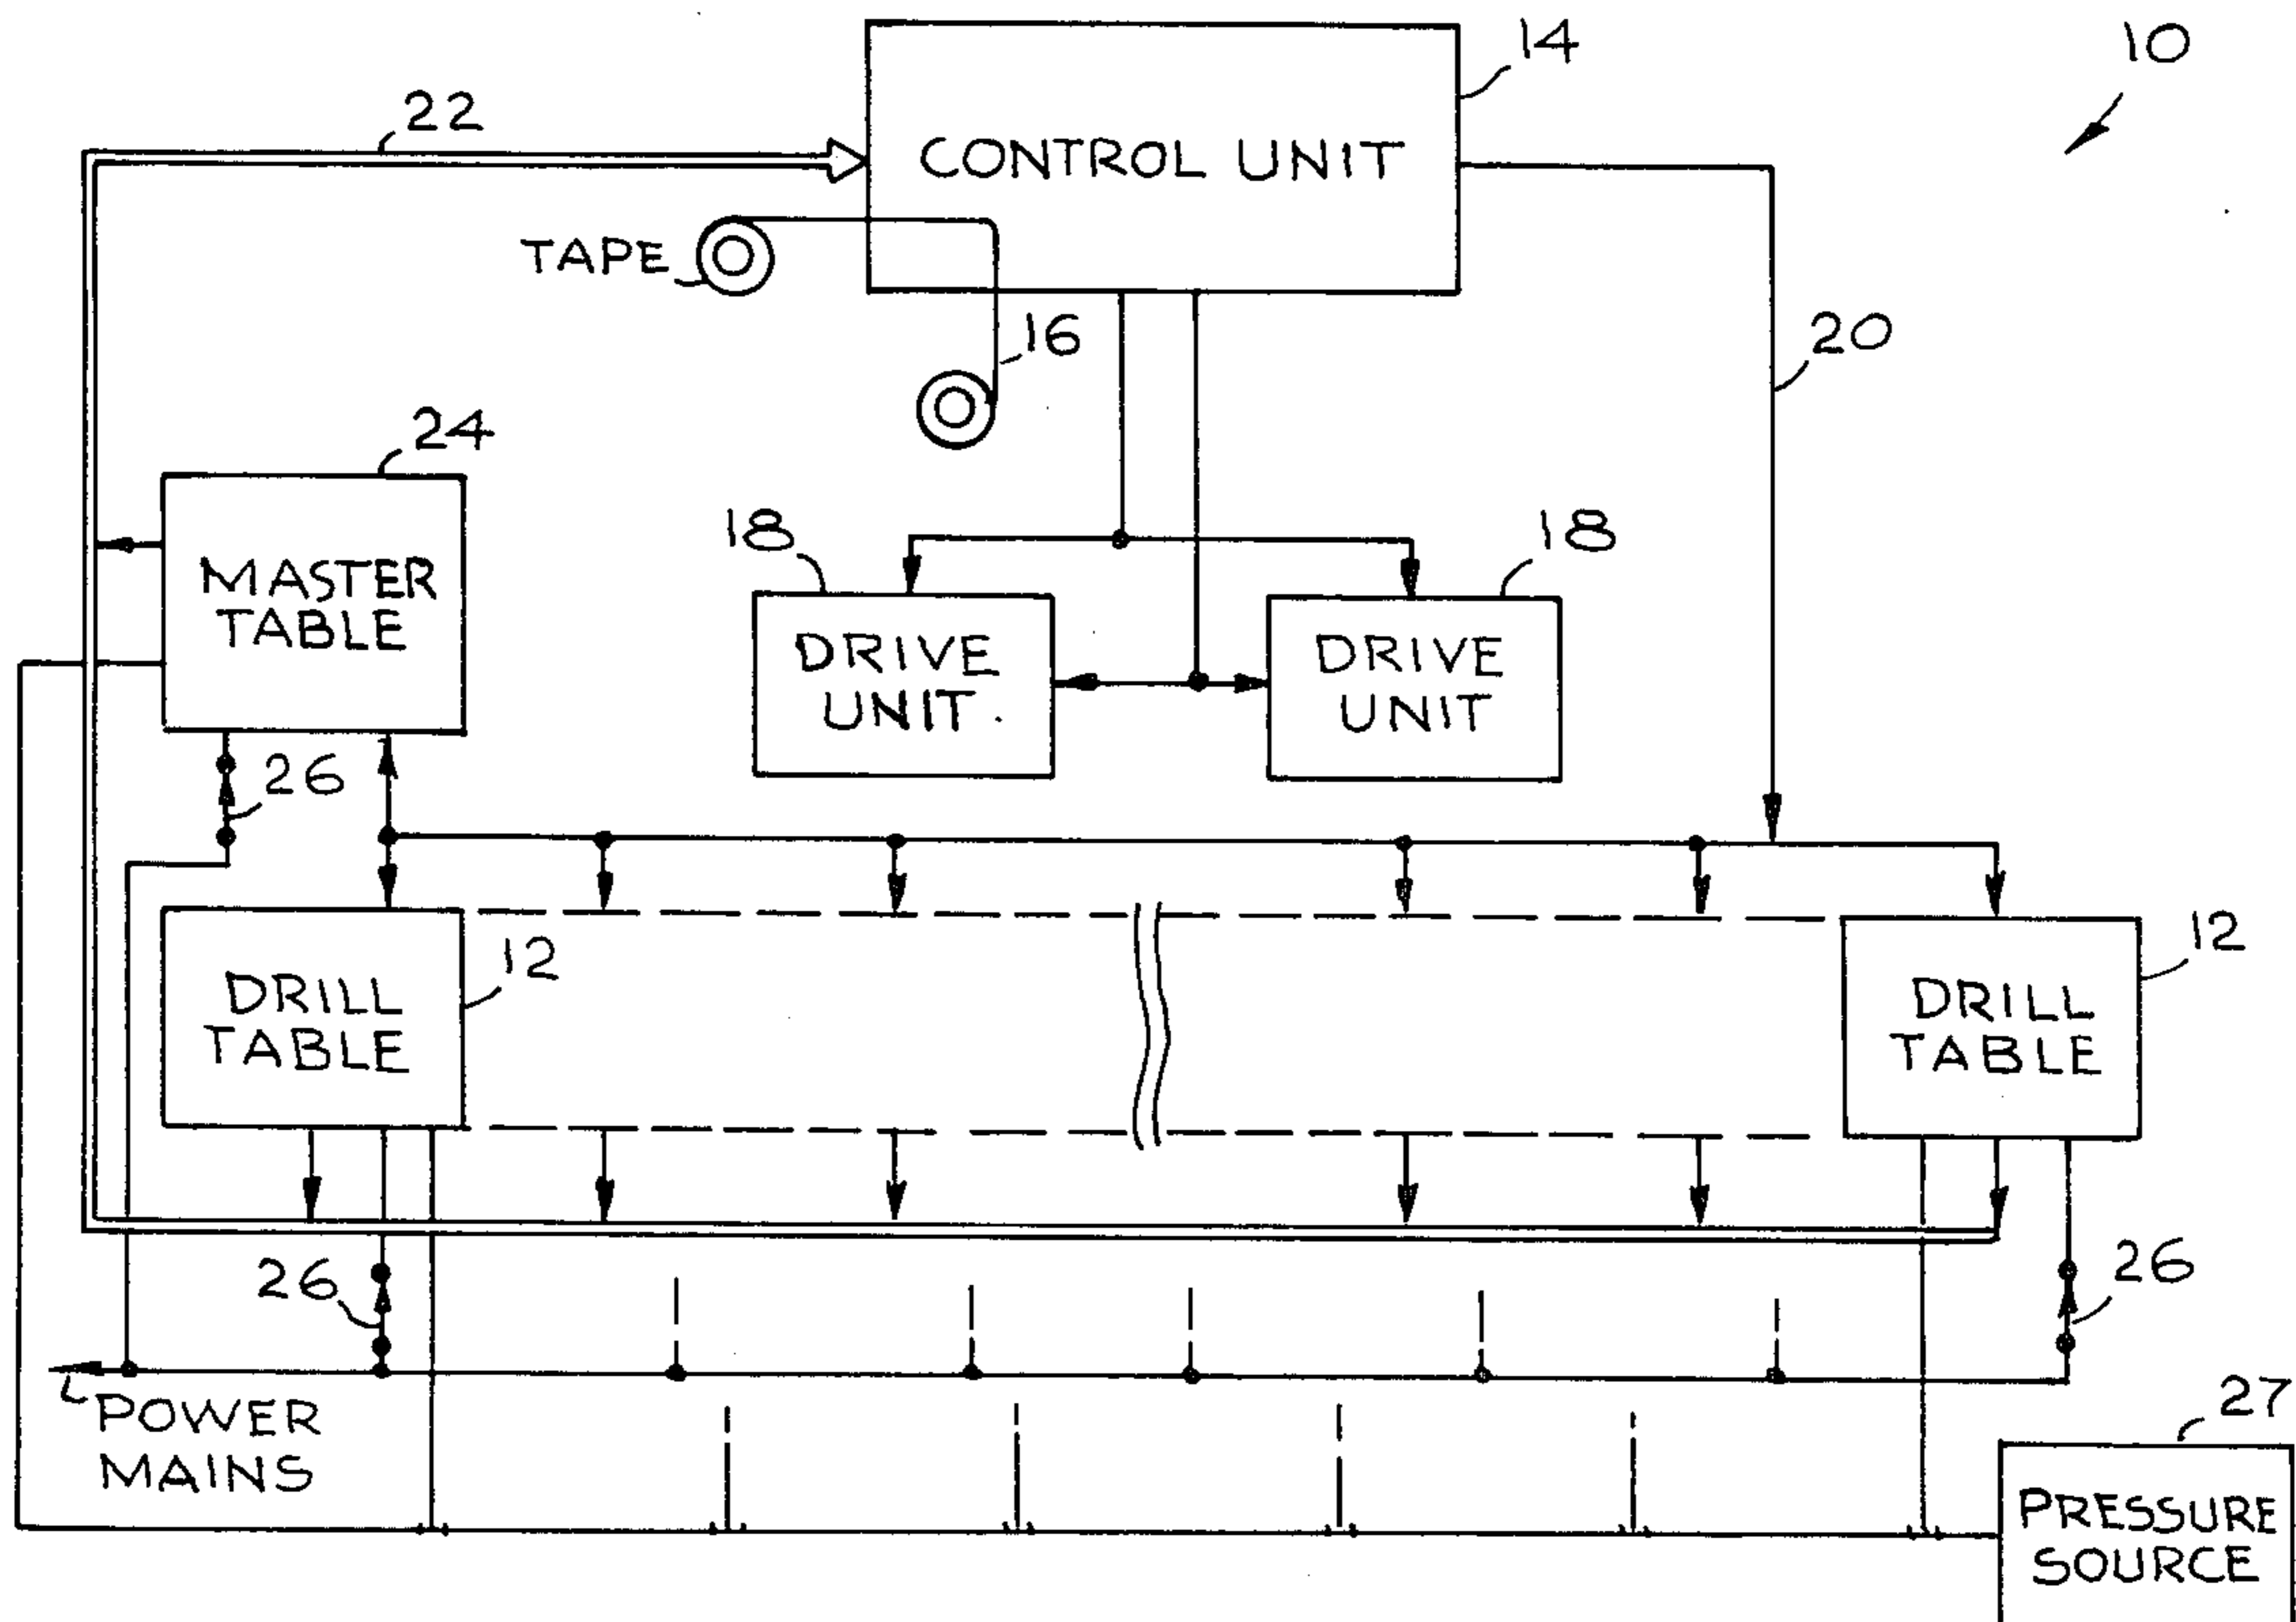 14
10
22
CONTROL UNIT
TAPE
16
20
24
MASTER
TABLE
18
18
DRIVE
UNIT
DRIVE
UNIT
26
12
12
DRILL
TABLE
DRILL
TABLE
26
26
POWER
MAINS
27
PRESSURE
SOURCE